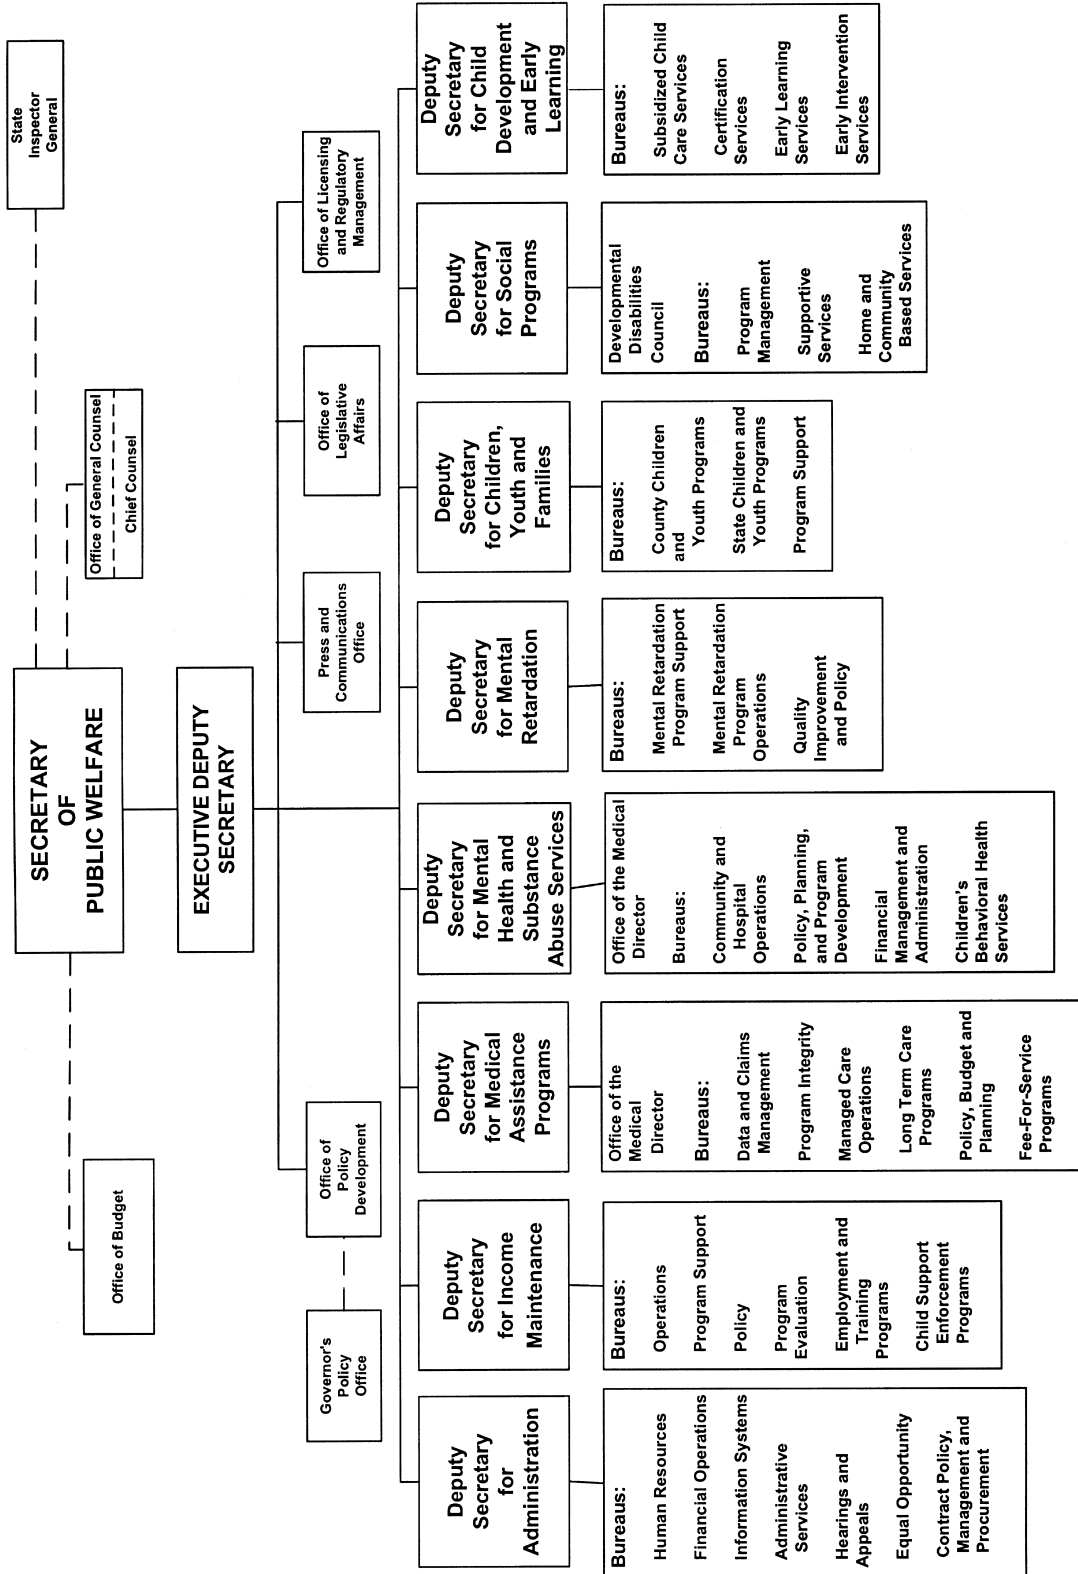 State
Inspector
General
SECRETARY
OF
PUBLIC WELFARE
Office of General Counsel
Chief Counsel
Office of Budget
EXECUTIVE DEPUTY
SECRETARY
Governor's
Policy
Office
Office of
Policy
Development
Press and
Communications
Office
Office of
Legislative
Affairs
Office of Licensing
and Regulatory
Management
Deputy
Secretary
for
Administration
Bureaus:
Human Resources
Financial Operations
Information Systems
Administrative
Services
Hearings and
Appeals
Equal Opportunity
Contract Policy,
Management and
Procurement
Deputy
Secretary
for Income
Maintenance
Bureaus:
Operations
Program Support
Policy
Program
Evaluation
Employment and
Training
Programs
Child Support
Enforcement
Programs
Deputy
Secretary
for Medical
Assistance
Programs
Office of the
Medical
Director
Bureaus:
Data and Claims
Management
Program Integrity
Managed Care
Operations
Long Term Care
Programs
Policy, Budget and
Planning
Fee-For-Service
Programs
Deputy
Secretary
for Mental
Health and
Substance
Abuse Services
Office of the Medical
Director
Bureaus:
Community and
Hospital
Operations
Policy, Planning,
and Program
Development
Financial
Management and
Administration
Children's
Behavioral Health
Services
Deputy
Secretary
for Mental
Retardation
Bureaus:
Mental Retardation
Program Support
Mental Retardation
Program
Operations
Quality
Improvement
and Policy
Deputy
Secretary
for Children,
Youth and
Families
Bureaus:
County Children
and
Youth Programs
State Children and
Youth Programs
Program Support
Deputy
Secretary
for Social
Programs
Developmental
Disabilities
Council
Bureaus:
Program
Management
Supportive
Services
Home and
Community
Based Services
Deputy
Secretary
for Child
Development
and Early
Learning
Bureaus:
Subsidized Child
Care Services
Certification
Services
Early Learning
Services
Early Intervention
Services